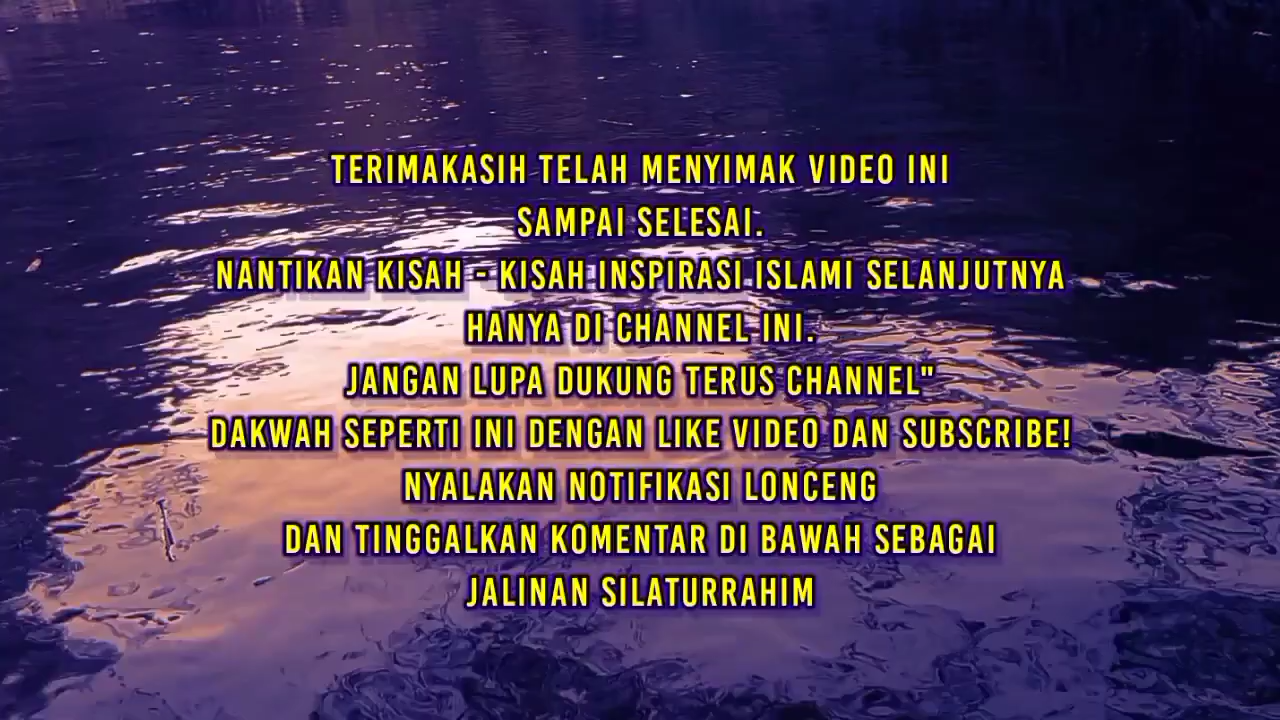 TERIMAKASIH TELAH MENYIMAK VIDEO INI
SAMPAI SELESAI.
NANTIKAN KISAH - KISAH INSPIRASI ISLAMI SELANJUTNYA
HANYA DI CHANNEL INI.
JANGAN LUPA DUKUNG TERUS CHANNEL"
DAKWAH SEPERTI INI DENGAN LIKE VIDEO DAN SUBSCRIBE!
NYALAKAN NOTIFIKASI LONCENG
DAN TINGGALKAN KOMENTAR DI BAWAH SEBAGAI
JALINAN SILATURRAHIM